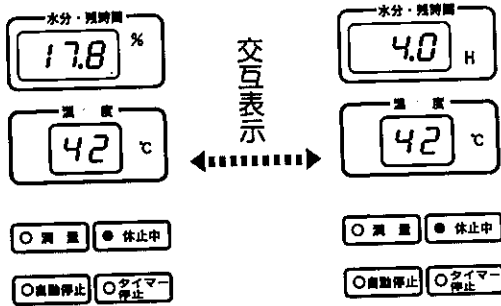 水分・残時間
17.8 %
温度
42 ℃
○ 満量 ● 休止中
○自動停止 ○タイマー停止
交互表示
水分・残時間
4.0 H
温度
42 ℃
○ 満量 ● 休止中
○自動停止 ○タイマー停止